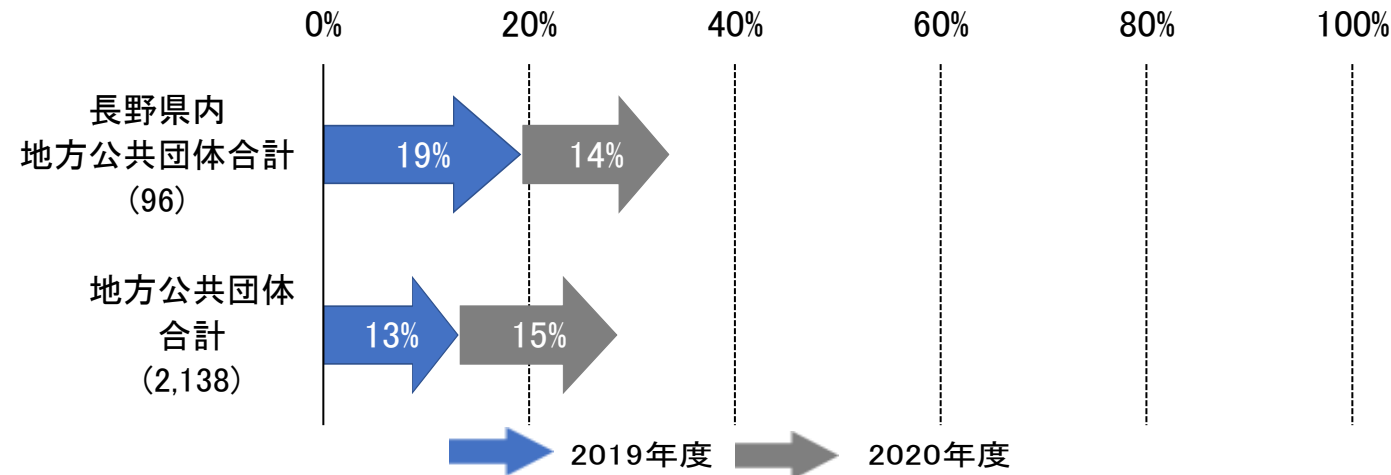 0% 20% 40% 60% 80% 100%
長野県内
地方公共団体合計
(96)
19% 14%
地方公共団体
合計
(2,138)
13% 15%
2019年度 2020年度